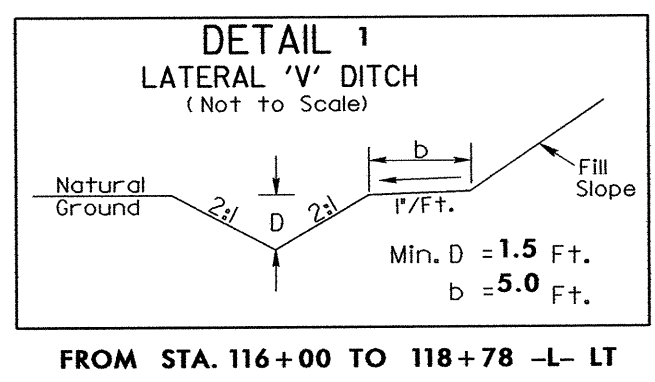 DETAIL 1
LATERAL 'V' DITCH
(Not to Scale)
b
Natural
Ground
2:1
D
2:1
1"/Ft.
Fill
Slope
Min. D = 1.5 Ft.
b = 5.0 Ft.
FROM STA. 116+00 TO 118+78 -L- LT